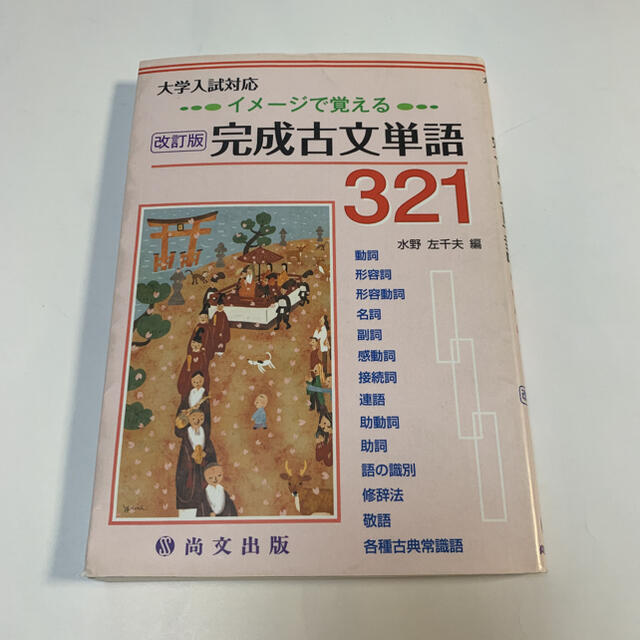 大学入試対応
イメージで覚える
改訂版 完成古文単語
321
水野 左千夫 編
動詞
形容詞
形容動詞
名詞
副詞
感動詞
接続詞
連語
助動詞
助詞
語の識別
修辞法
敬語
各種古典常識語
尚文出版